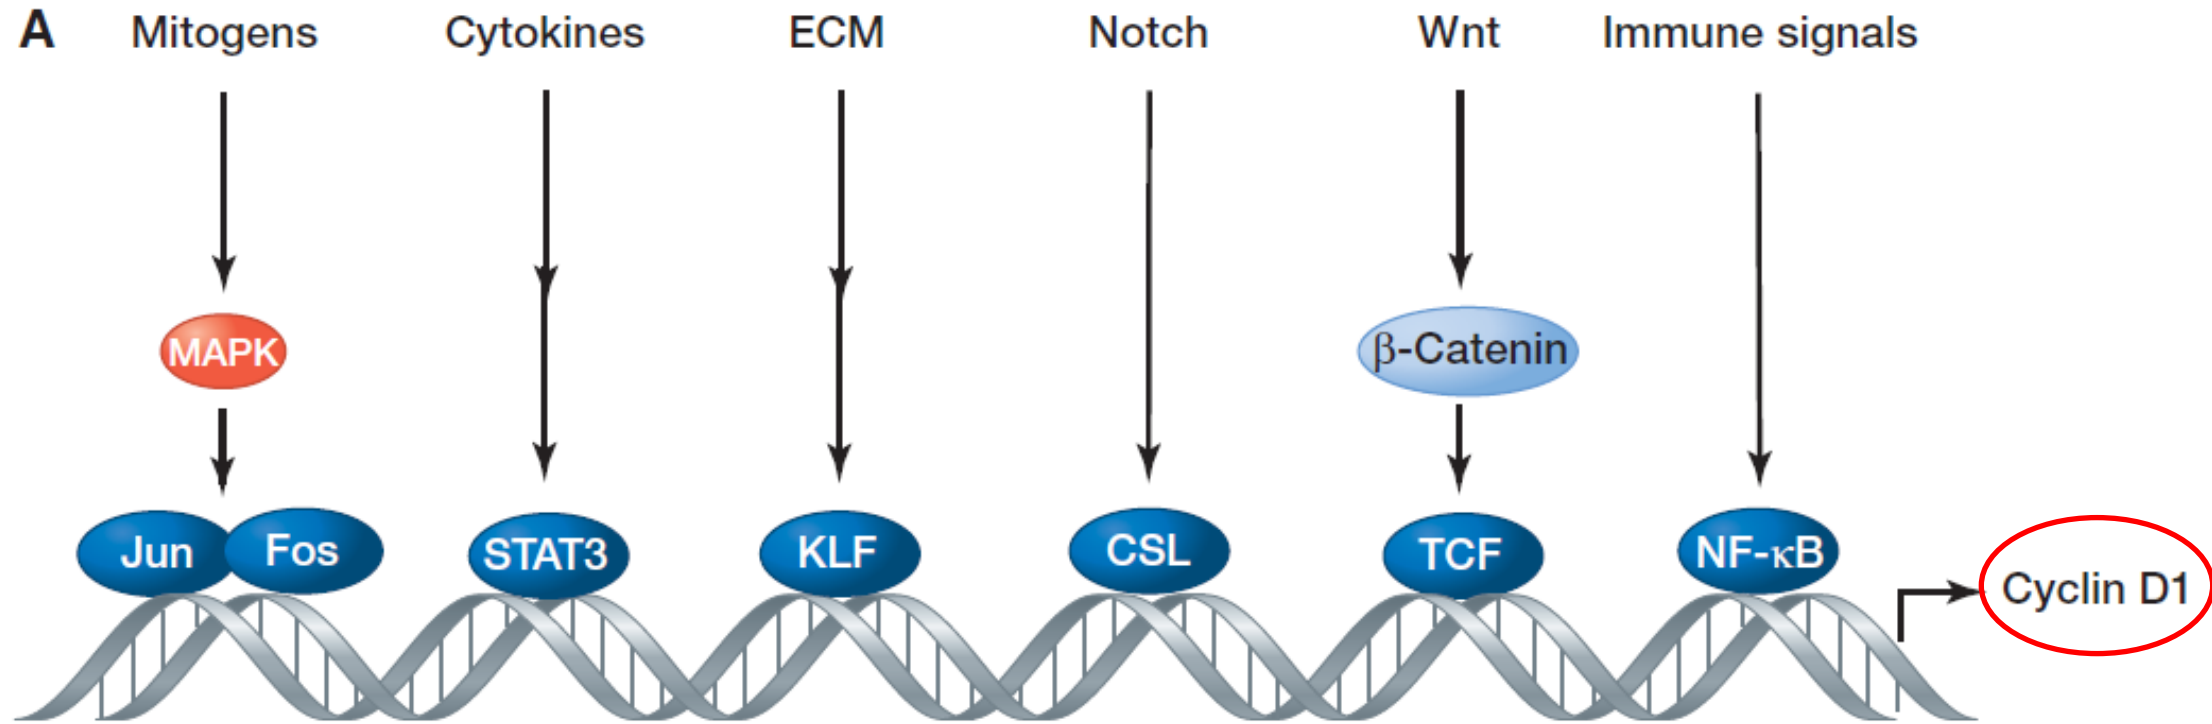 A Mitogens Cytokines ECM Notch Wnt Immune signals
MAPK β-Catenin
Jun Fos STAT3 KLF CSL TCF NF-κB
Cyclin D1